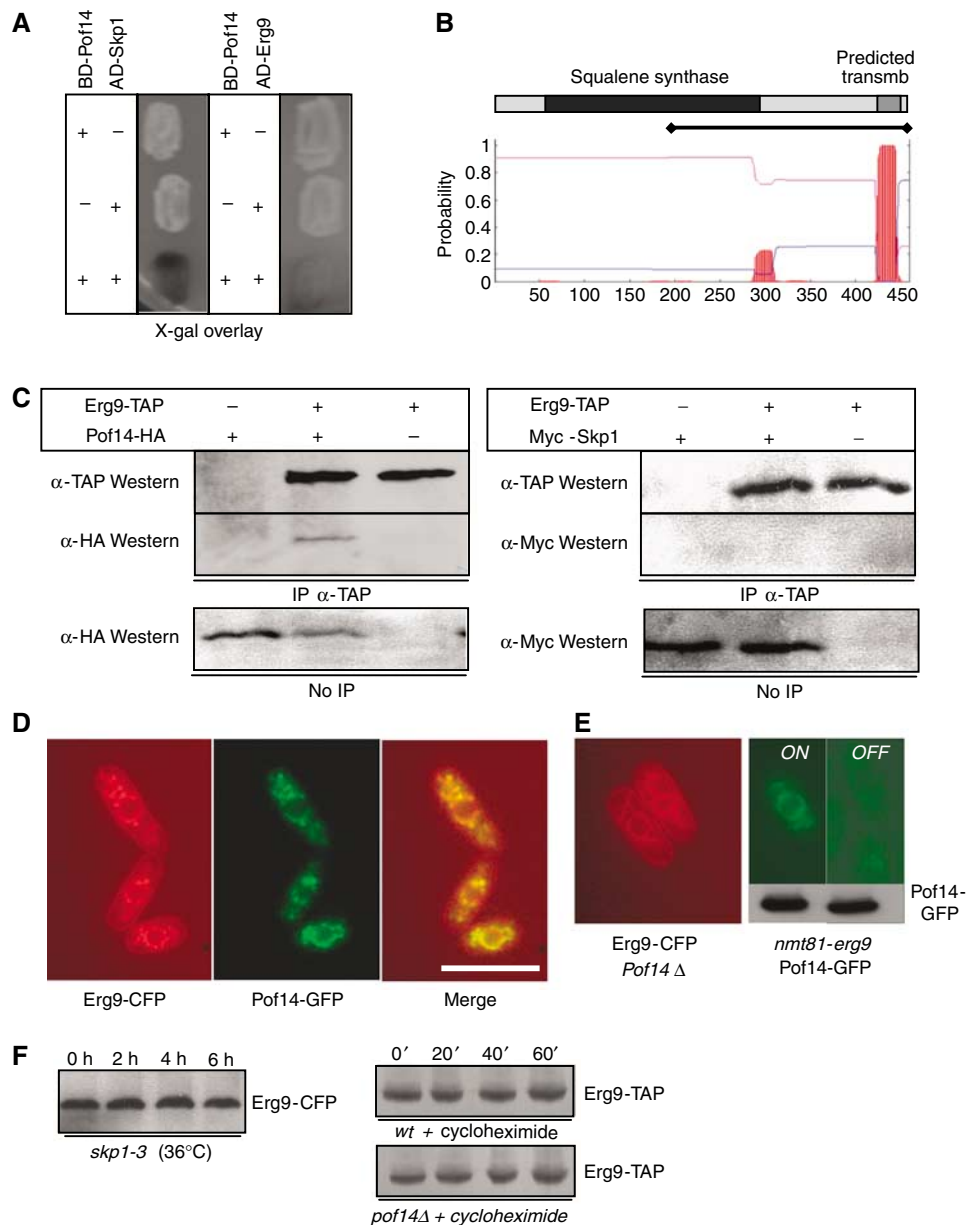 A
BD-Pof14
AD-Skp1
BD-Pof14
AD-Erg9
+ − + −
− + − +
+ + + +
X-gal overlay
B
Predicted
Squalene synthase transmb
Probability
1
0.8
0.6
0.4
0.2
0
50 100 150 200 250 300 350 400 450
C
Erg9-TAP − + +
Pof14-HA + + −
α-TAP Western
α-HA Western
IP α-TAP
α-HA Western
No IP
Erg9-TAP − + +
Myc -Skp1 + + −
α-TAP Western
α-Myc Western
IP α-TAP
α-Myc Western
No IP
D
Erg9-CFP Pof14-GFP Merge
E
ON OFF
Pof14-
GFP
Erg9-CFP
Pof14 Δ
nmt81-erg9
Pof14-GFP
F
0 h 2 h 4 h 6 h
Erg9-CFP
skp1-3 (36°C)
0′ 20′ 40′ 60′
Erg9-TAP
wt + cycloheximide
Erg9-TAP
pof14Δ + cycloheximide